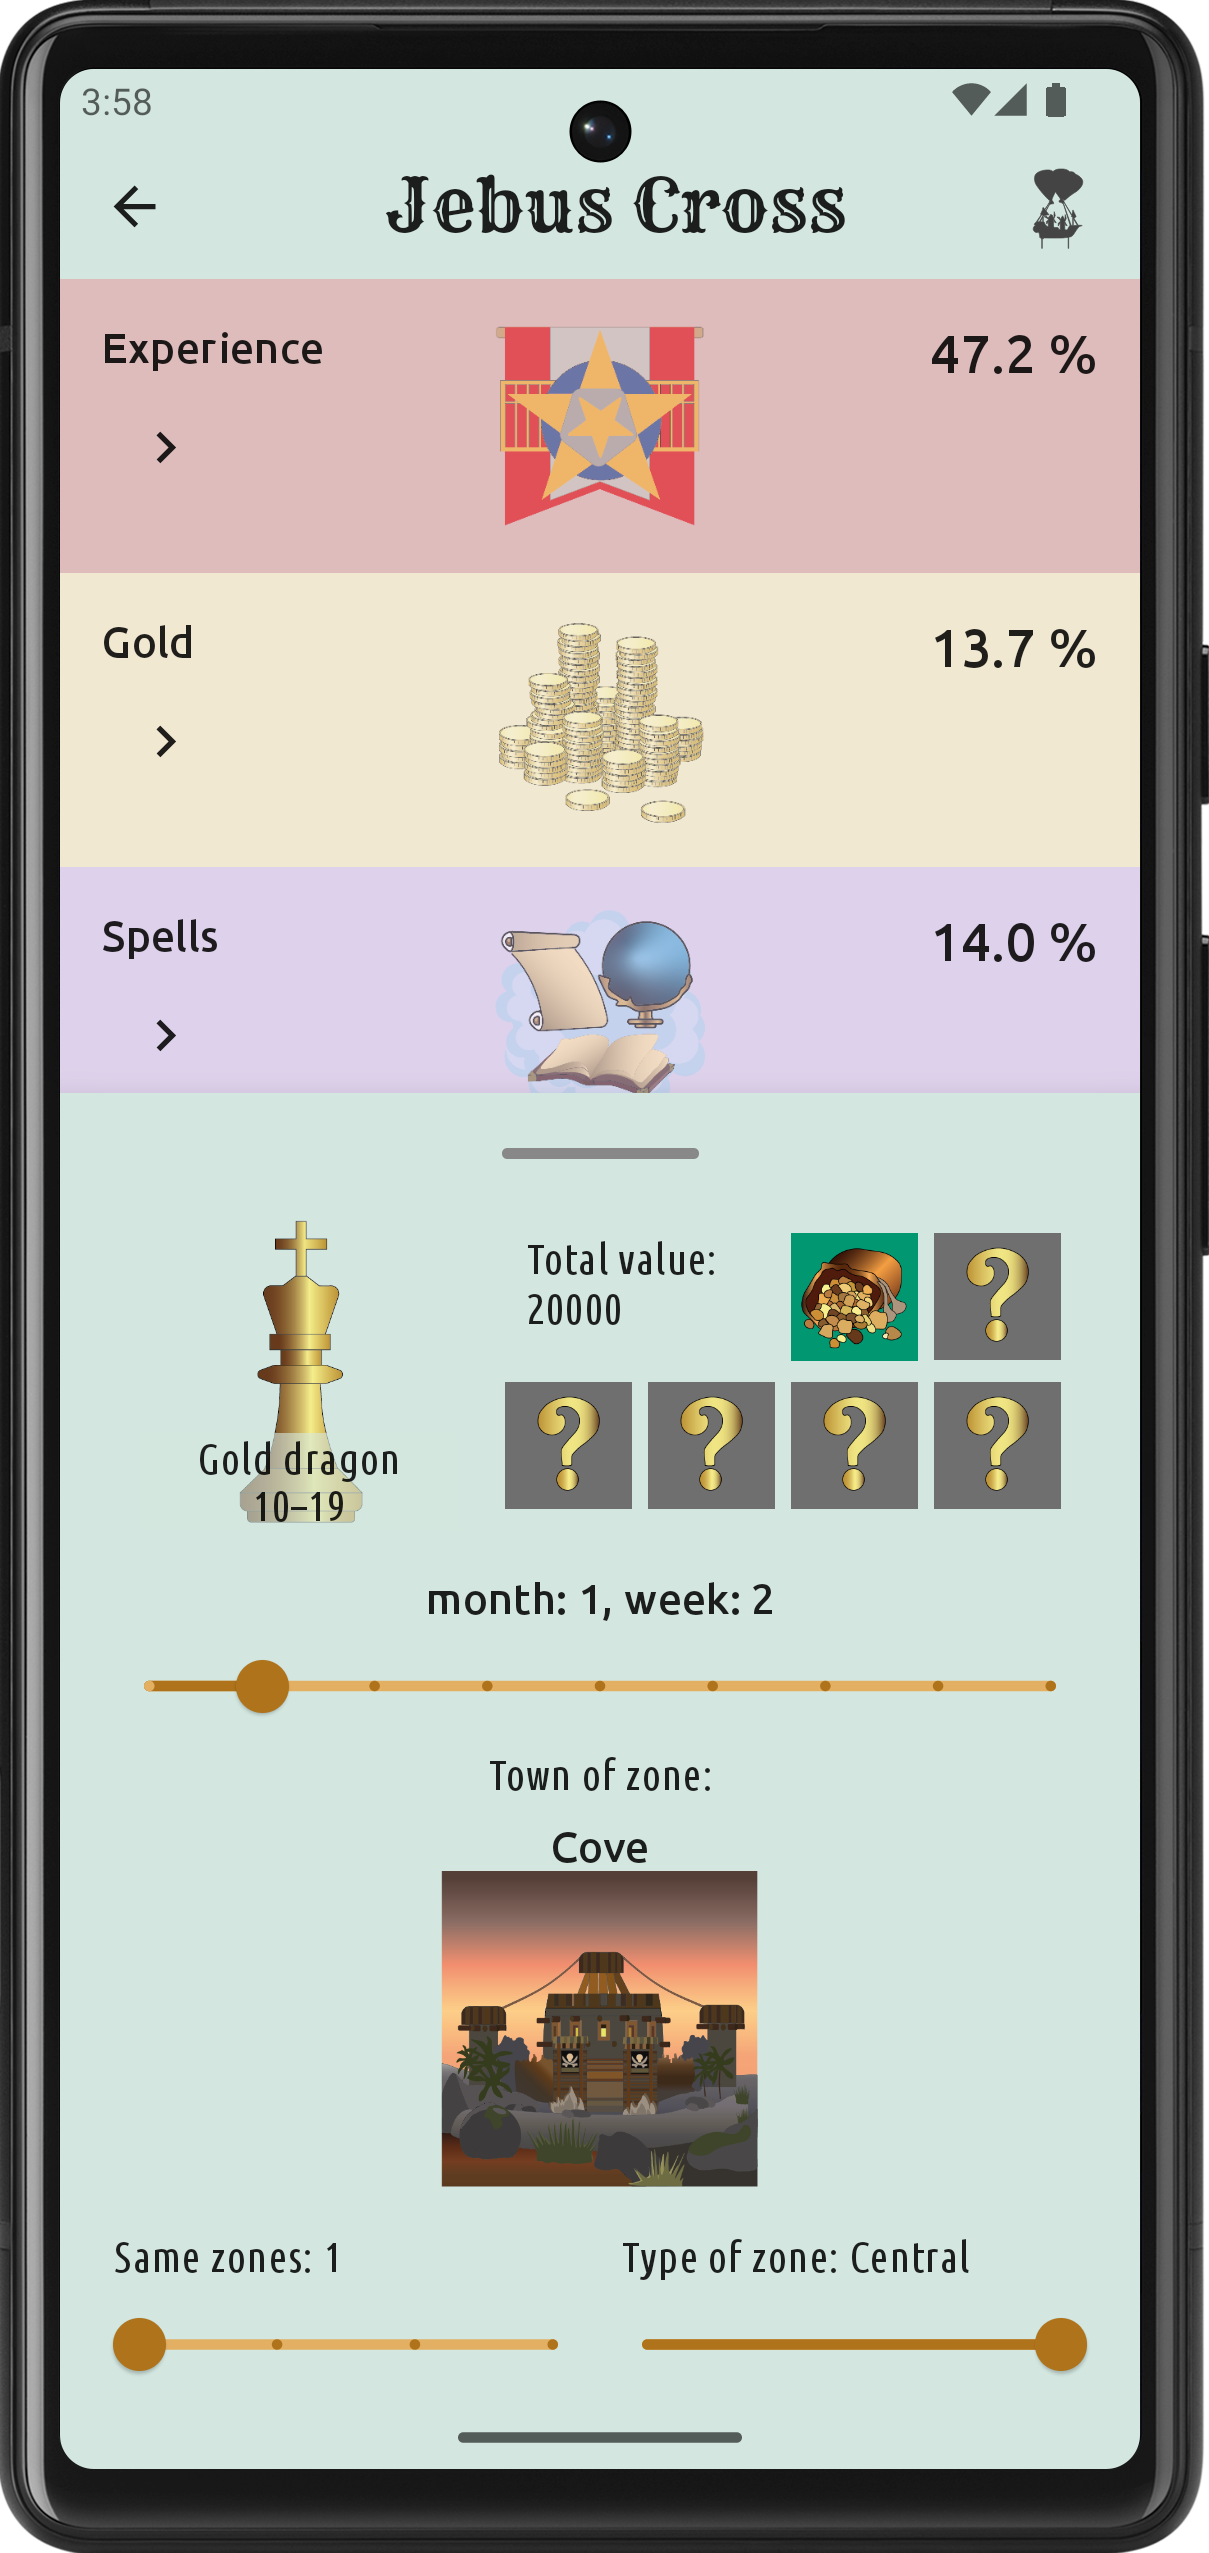 3:58
Jebus Cross
Experience
47.2 %
Gold
13.7 %
Spells
14.0 %
Total value:
20000
Gold dragon
10–19
month: 1, week: 2
Town of zone:
Cove
Same zones: 1
Type of zone: Central